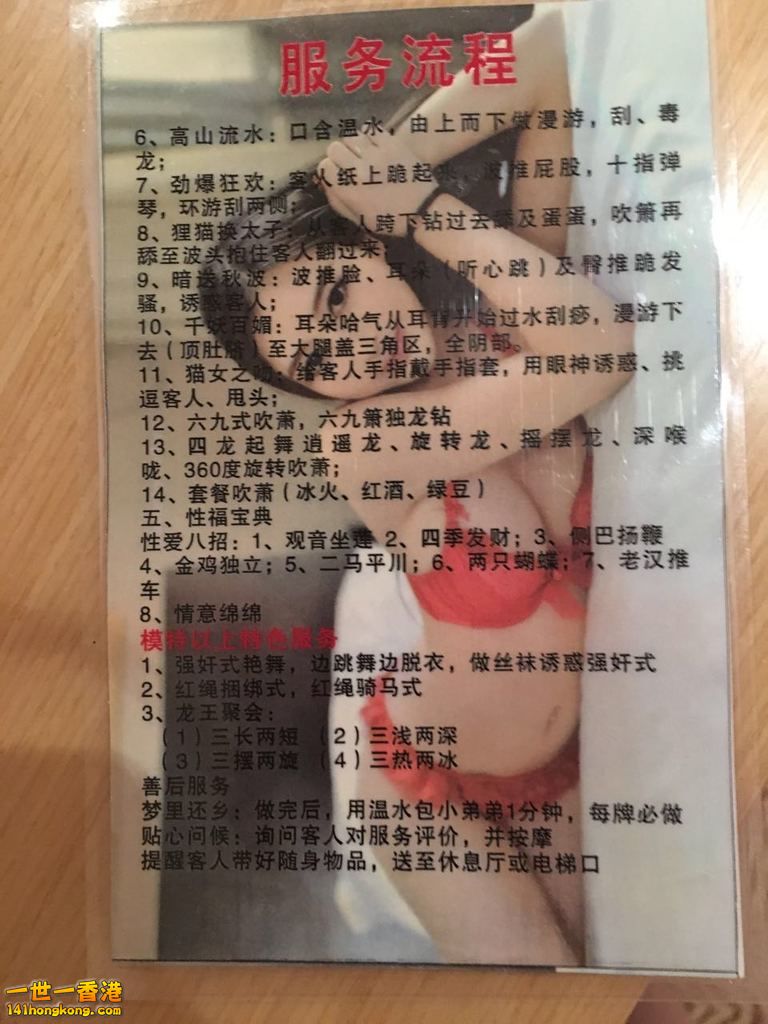 服务流程
6、高山流水：口含温水，由上而下做漫游，刮、毒
龙；
7、劲爆狂欢：客人纸上跪起来，波推屁股，十指弹
琴，环游刮两侧；
8、狸猫换太子：从客人跨下钻过去舔及蛋蛋，吹箫再
舔至波头抱住客人翻过来；
9、暗送秋波：波推脸、耳朵（听心跳）及臀推跪发
骚，诱惑客人；
10、千妖百媚：耳朵哈气从耳背开始过水刮痧，漫游下
去（顶肚脐）至大腿盖三角区，全阴部。
11、猫女之吻：给客人手指戴手指套，用眼神诱惑、挑
逗客人、甩头；
12、六九式吹萧，六九箫独龙钻
13、四龙起舞逍遥龙、旋转龙、摇摆龙、深喉
咙、360度旋转吹萧；
14、套餐吹萧（冰火、红酒、绿豆）
五、性福宝典
性爱八招：1、观音坐莲 2、四季发财；3、侧巴扬鞭
4、金鸡独立；5、二马平川；6、两只蝴蝶；7、老汉推
车
8、情意绵绵
模特以上特色服务
1、强奸式艳舞，边跳舞边脱衣，做丝袜诱惑强奸式
2、红绳捆绑式，红绳骑马式
3、龙王聚会：
（1）三长两短 （2）三浅两深
（3）三摆两旋 （4）三热两冰
善后服务
梦里还乡：做完后，用温水包小弟弟1分钟，每牌必做
贴心问候：询问客人对服务评价，并按摩
提醒客人带好随身物品，送至休息厅或电梯口
一世一香港
141hongkong.com